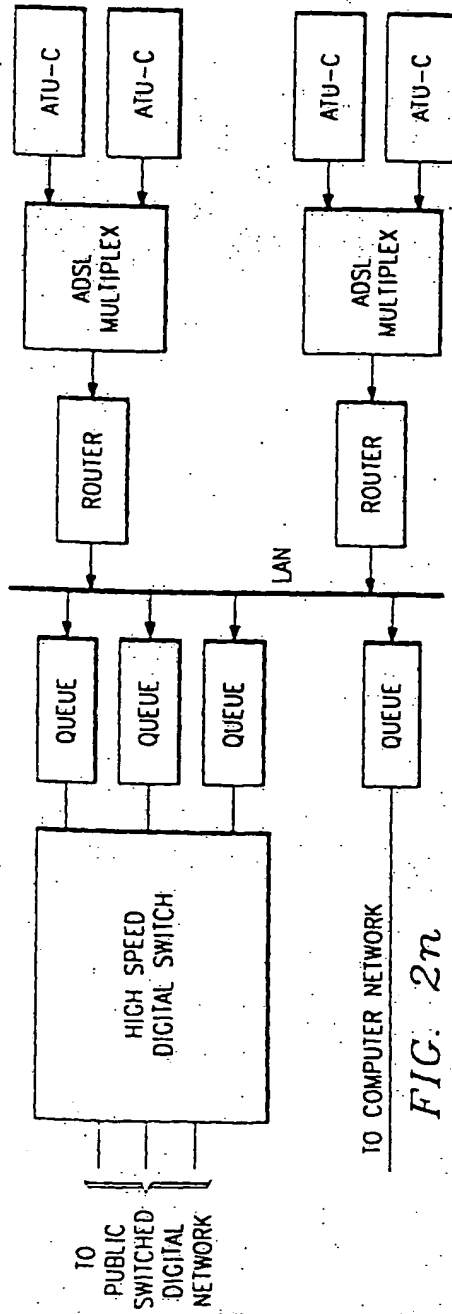 TO
PUBLIC
SWITCHED
DIGITAL
NETWORK
HIGH SPEED
DIGITAL SWITCH
QUEUE
QUEUE
QUEUE
LAN
ROUTER
ADSL
MULTIPLEX
ATU-C
ATU-C
TO COMPUTER NETWORK
QUEUE
ROUTER
ADSL
MULTIPLEX
ATU-C
ATU-C
FIG. 2n